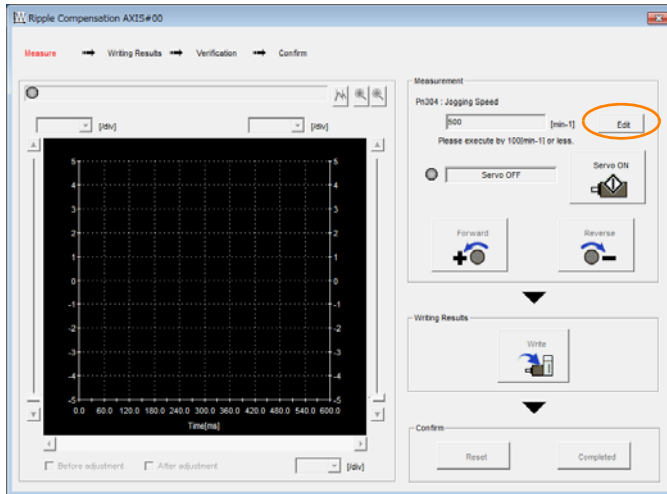 Ripple Compensation AXIS#00
Measure
Writing Results
Verification
Confirm
[/div]
[/div]
5
4
3
2
1
0
-1
-2
-3
-4
-5
5
4
3
2
1
0
-1
-2
-3
-4
-5
0.0 60.0 120.0 180.0 240.0 300.0 360.0 420.0 480.0 540.0 600.0
Time[ms]
Before adjustment
After adjustment
[/div]
Measurement
Pn304 : Jogging Speed
500
[min-1]
Edit
Please execute by 100[min-1] or less.
Servo OFF
Servo ON
Forward
Reverse
Writing Results
Write
Confirm
Reset
Completed